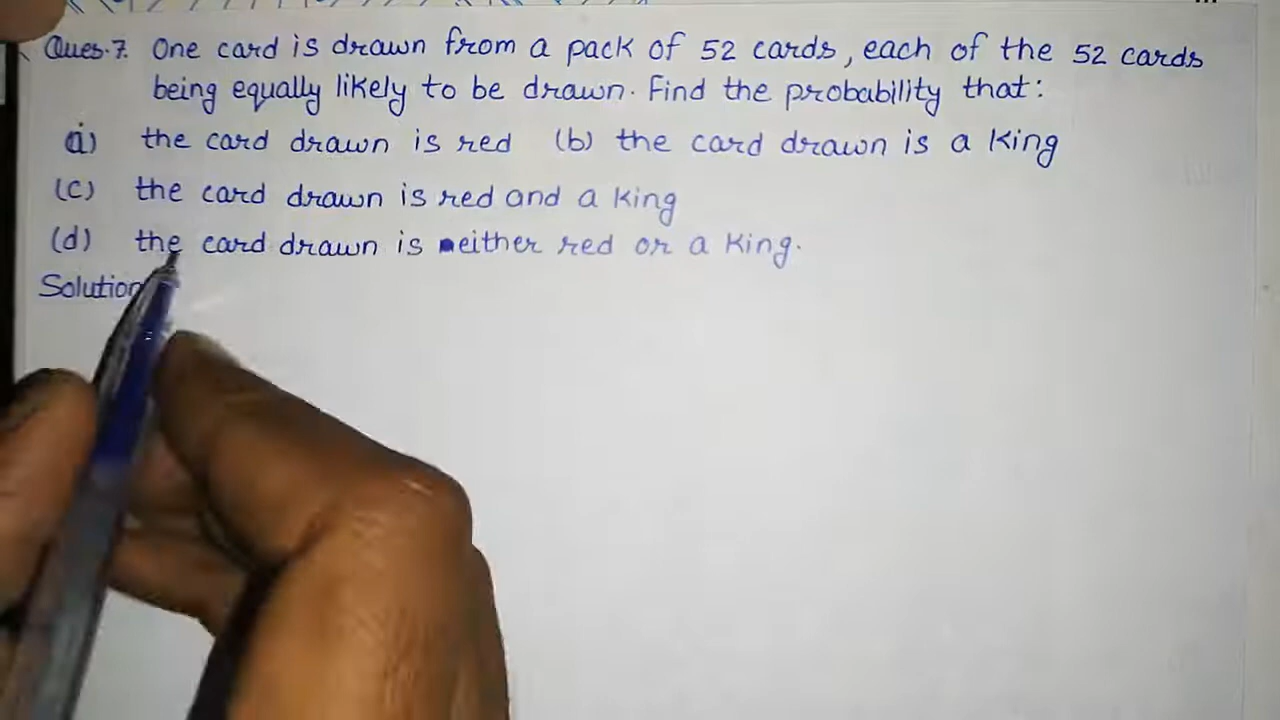 Ques.7. One card is drawn from a pack of 52 cards, each of the 52 cards
being equally likely to be drawn. Find the probability that:
a) the card drawn is red (b) the card drawn is a King
(c) the card drawn is red and a King
(d) the card drawn is either red or a King.
Solution